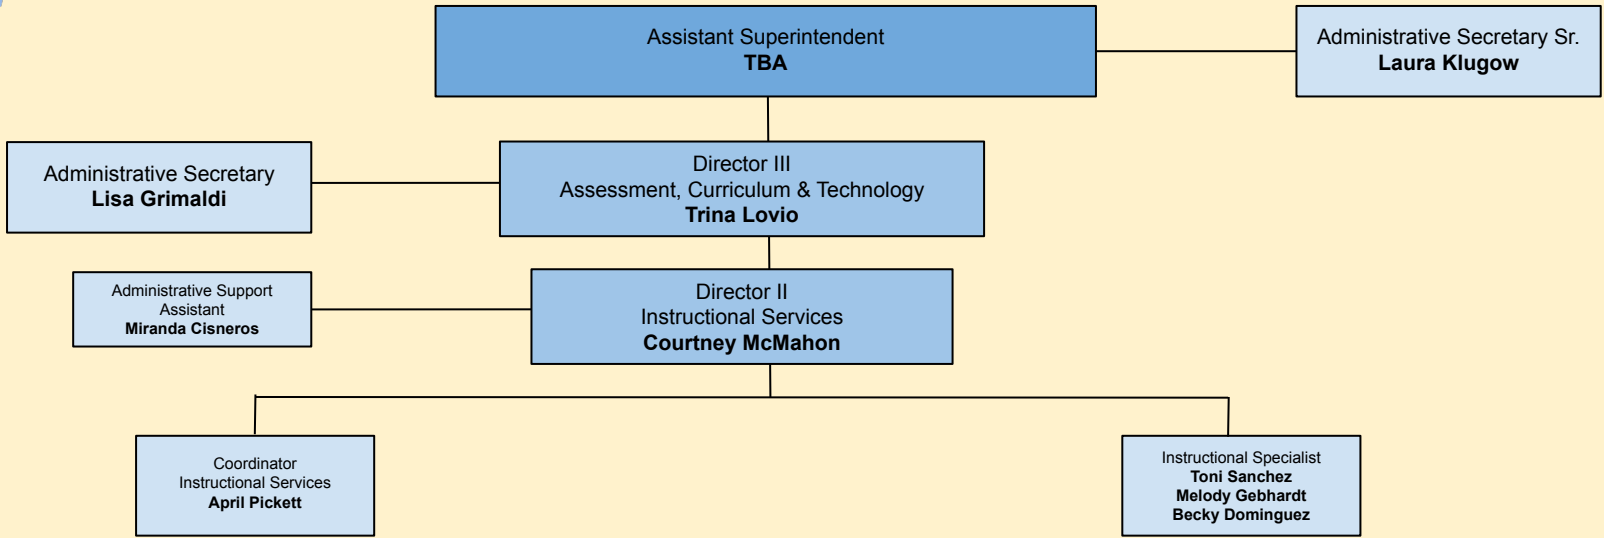 Assistant Superintendent
TBA
Administrative Secretary Sr.
Laura Klugow
Administrative Secretary
Lisa Grimaldi
Director III
Assessment, Curriculum & Technology
Trina Lovio
Administrative Support
Assistant
Miranda Cisneros
Director II
Instructional Services
Courtney McMahon
Coordinator
Instructional Services
April Pickett
Instructional Specialist
Toni Sanchez
Melody Gebhardt
Becky Dominguez